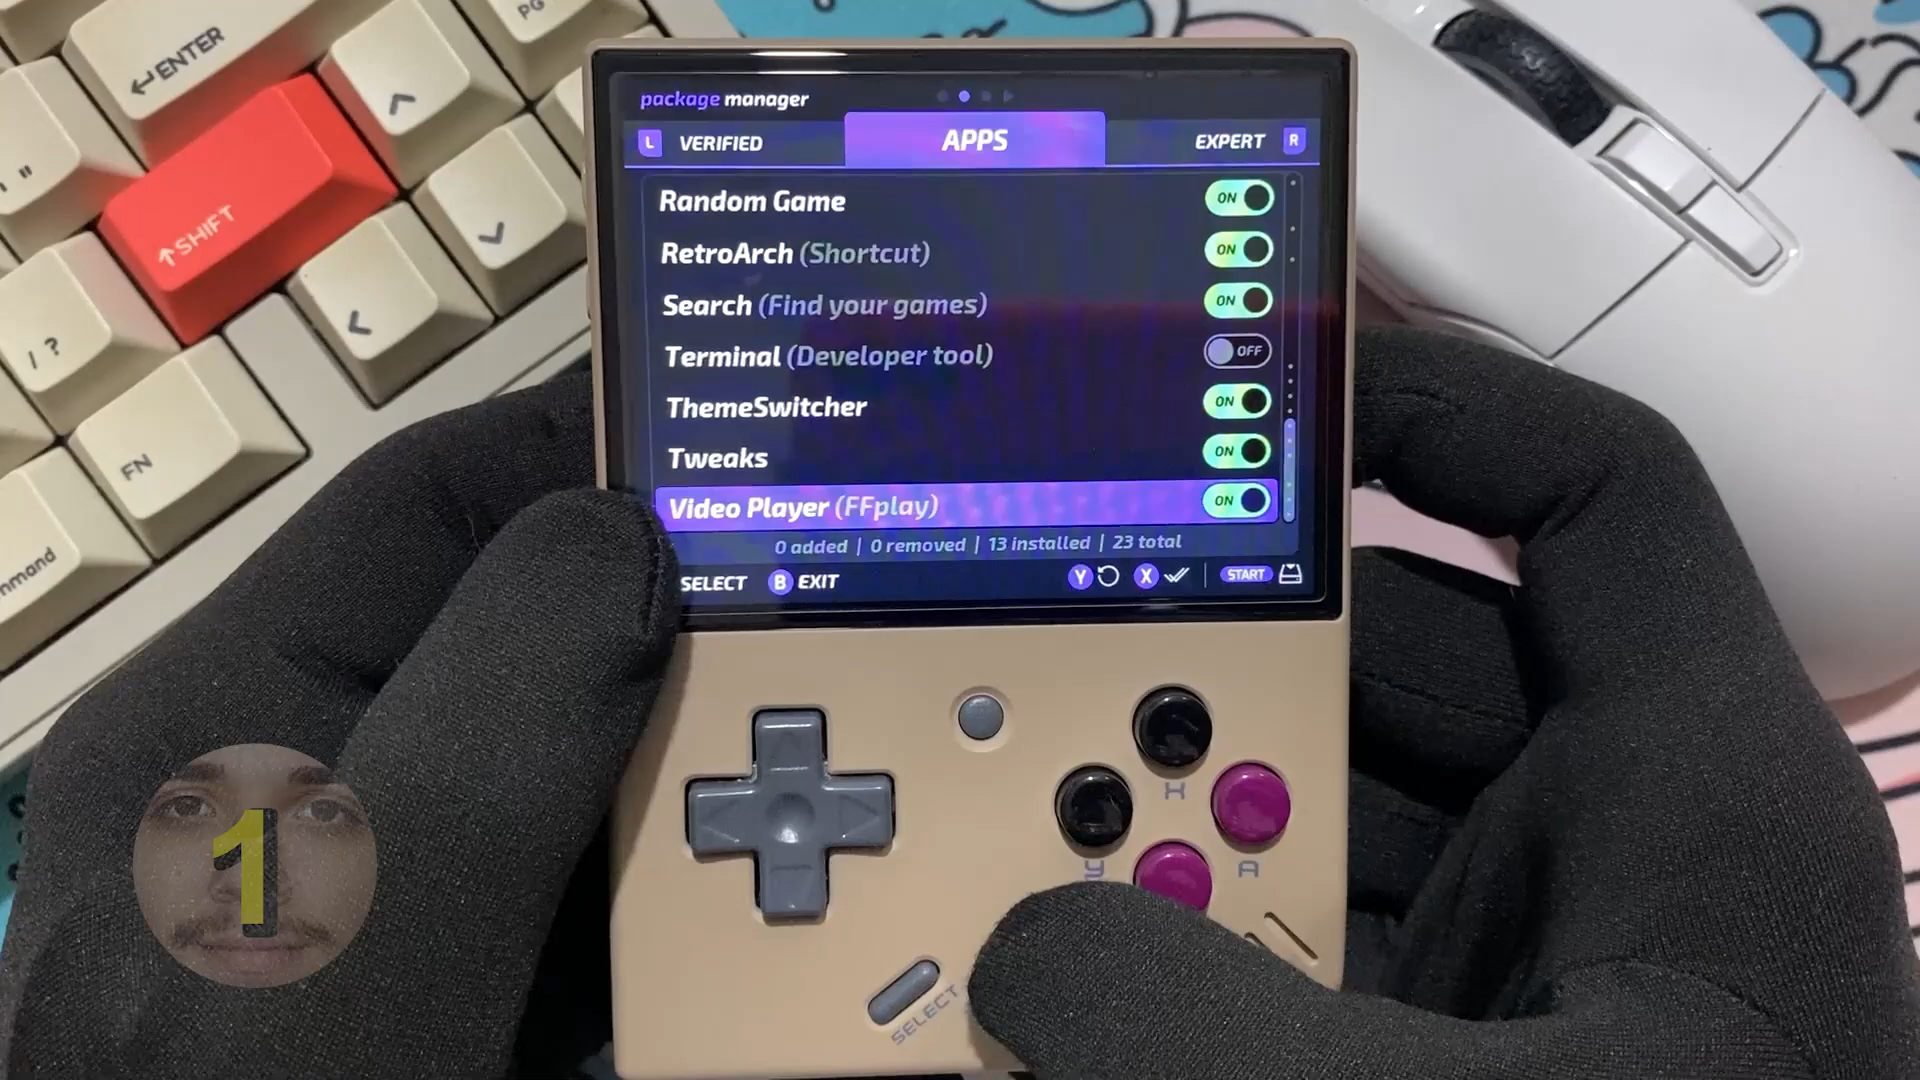 PG
ENTER
SHIFT
"
/ ?
FN
mmand
package manager
L VERIFIED
APPS
EXPERT R
Random Game ON
RetroArch (Shortcut) ON
Search (Find your games) ON
Terminal (Developer tool) OFF
ThemeSwitcher ON
Tweaks ON
Video Player (FFplay) ON
0 added | 0 removed | 13 installed | 23 total
SELECT B EXIT Y X START
X
Y
A
SELECT
1